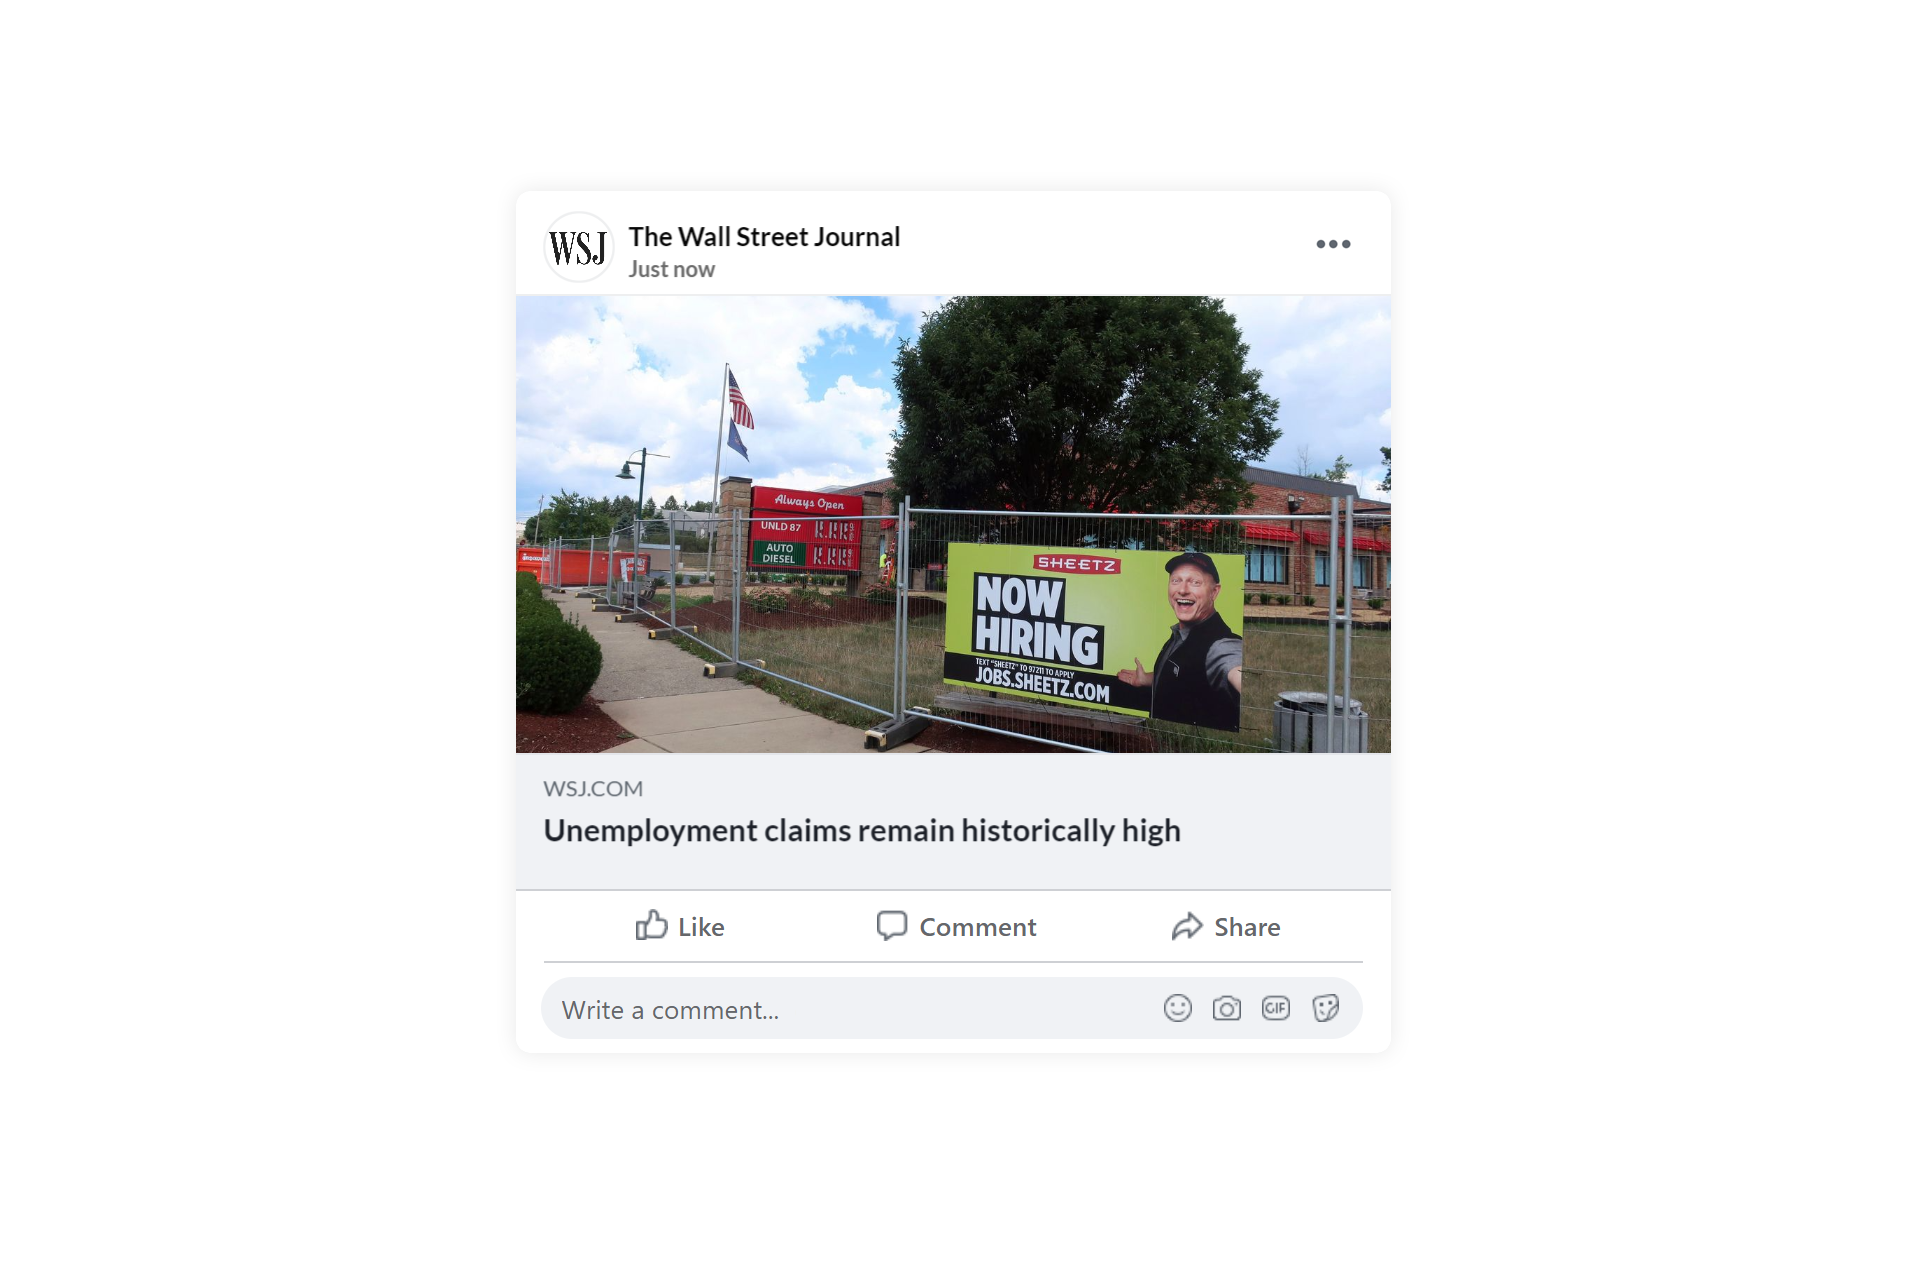 WSJ
The Wall Street Journal
Just now
Always Open
UNLD 87
AUTO
DIESEL
SHEETZ
NOW
HIRING
TEXT "SHEETZ" TO 97211 TO APPLY
JOBS.SHEETZ.COM
WSJ.COM
Unemployment claims remain historically high
Like
Comment
Share
Write a comment...
GIF